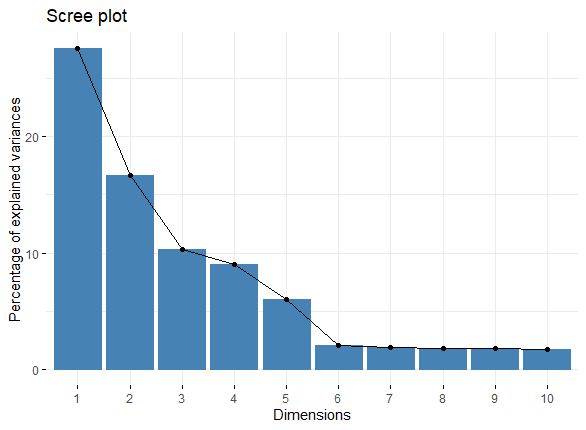 Scree plot
Percentage of explained variances
20
10
0
1 2 3 4 5 6 7 8 9 10
Dimensions